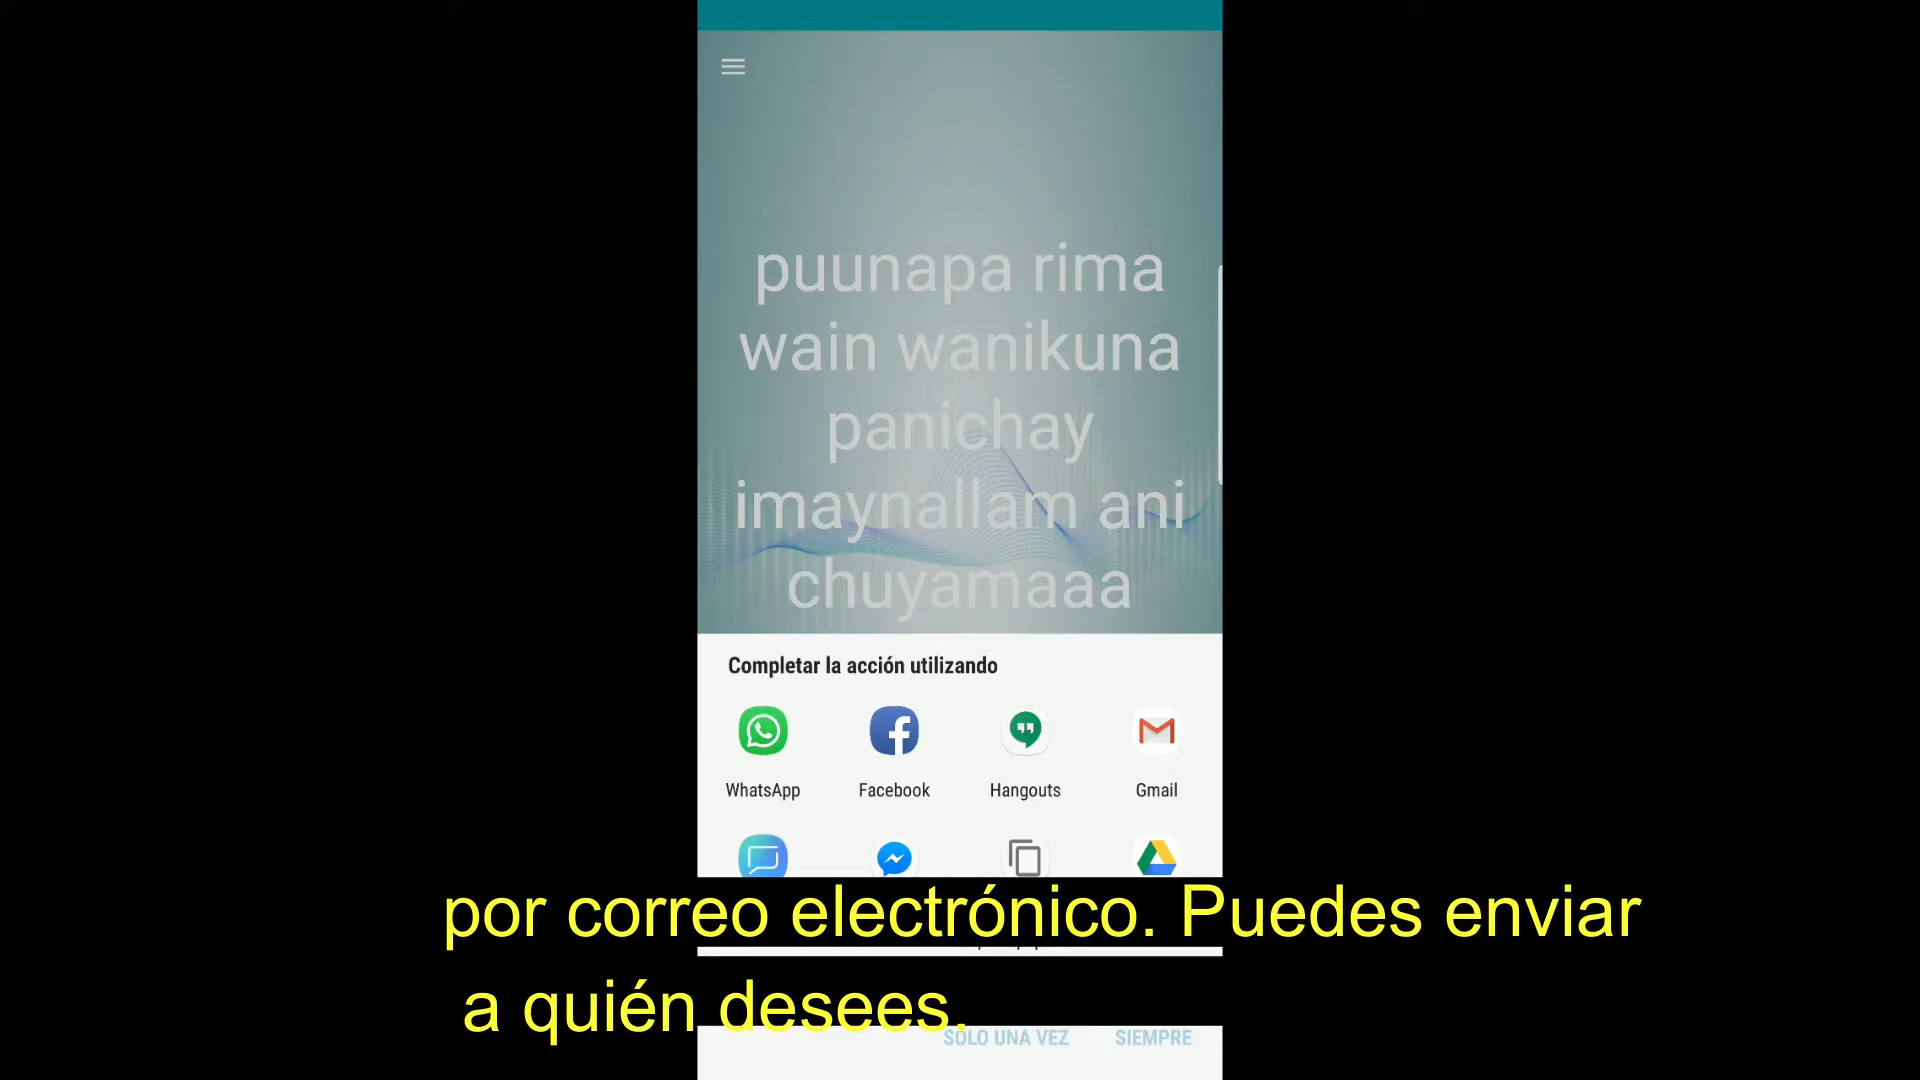 puunapa rima
wain wanikuna
panichay
imaynallam ani
chuyamaaa
Completar la acción utilizando
WhatsApp
Facebook
Hangouts
Gmail
por correo electrónico. Puedes enviar
a quién desees.
SOLO UNA VEZ
SIEMPRE